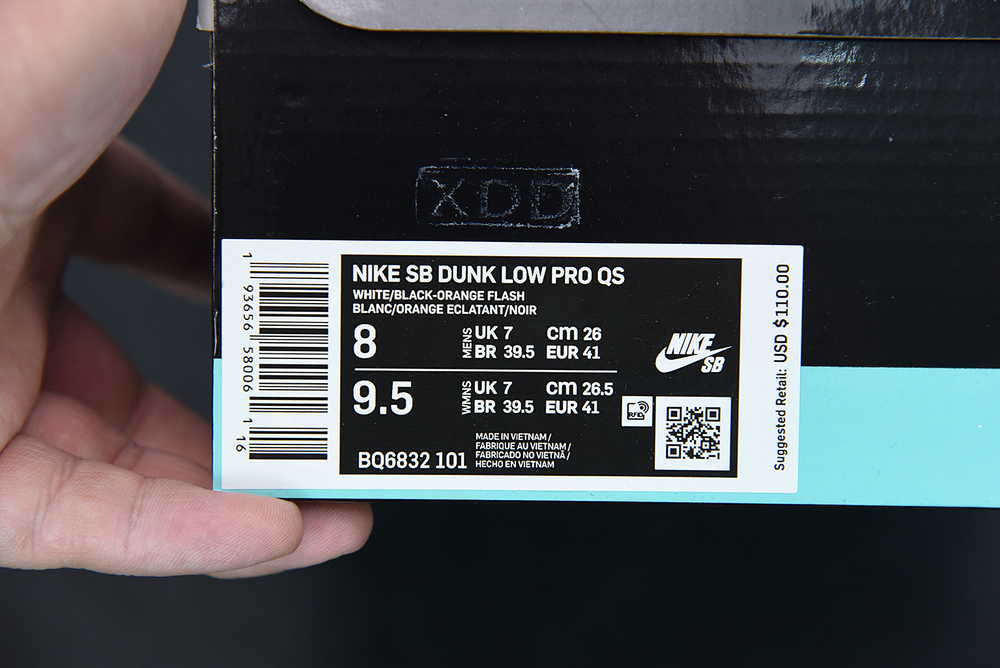 XDD
NIKE SB DUNK LOW PRO QS
WHITE/BLACK-ORANGE FLASH
BLANC/ORANGE ECLATANT/NOIR
8
MENS
UK 7 CM 26
BR 39.5 EUR 41
9.5
WMNS
UK 7 CM 26.5
BR 39.5 EUR 41
BQ6832 101
MADE IN VIETNAM /
FABRIQUE AU VIETNAM /
FABRICADO NO VIETNÃ /
HECHO EN VIETNAM
NIKE
SB
RFID
1 93656 58006 1 16
Suggested Retail: USD $110.00